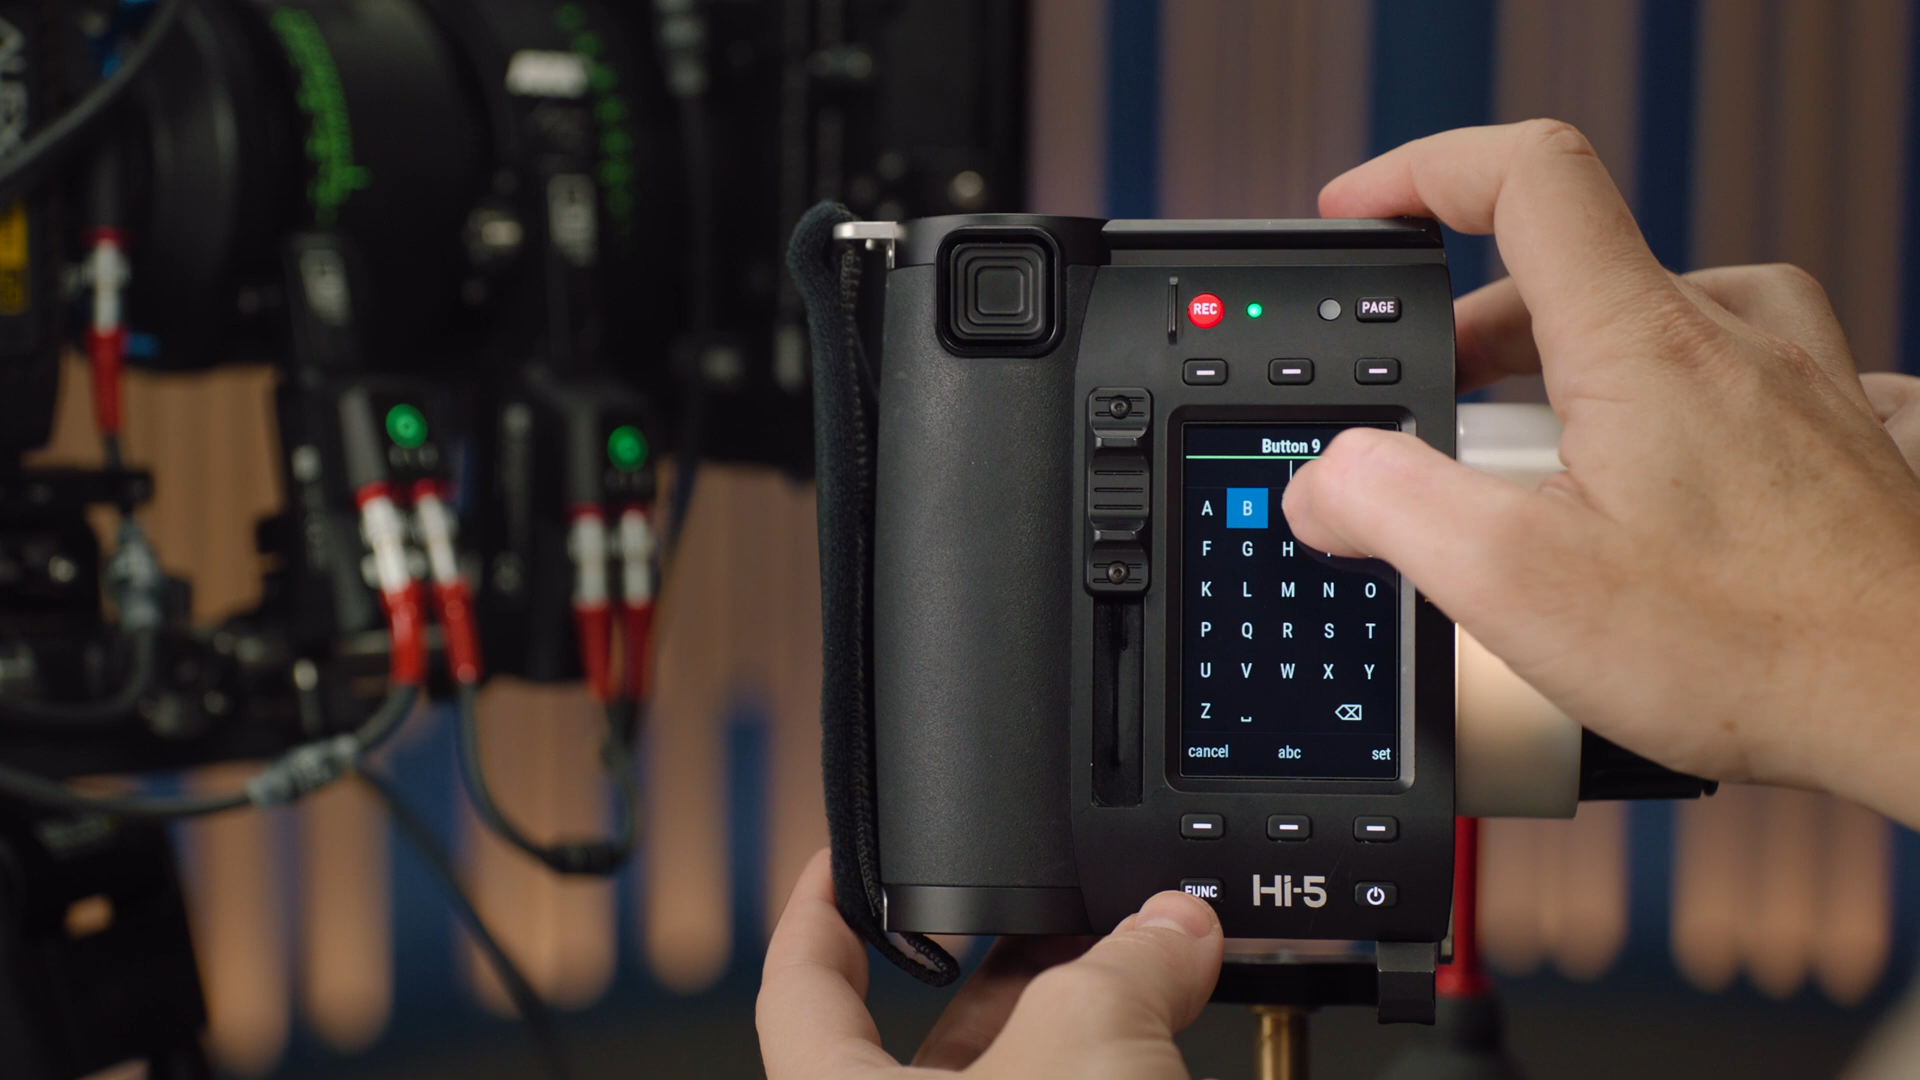 REC PAGE
Button 9
A B
F G H
K L M N O
P Q R S T
U V W X Y
Z
cancel abc set
FUNC Hi-5